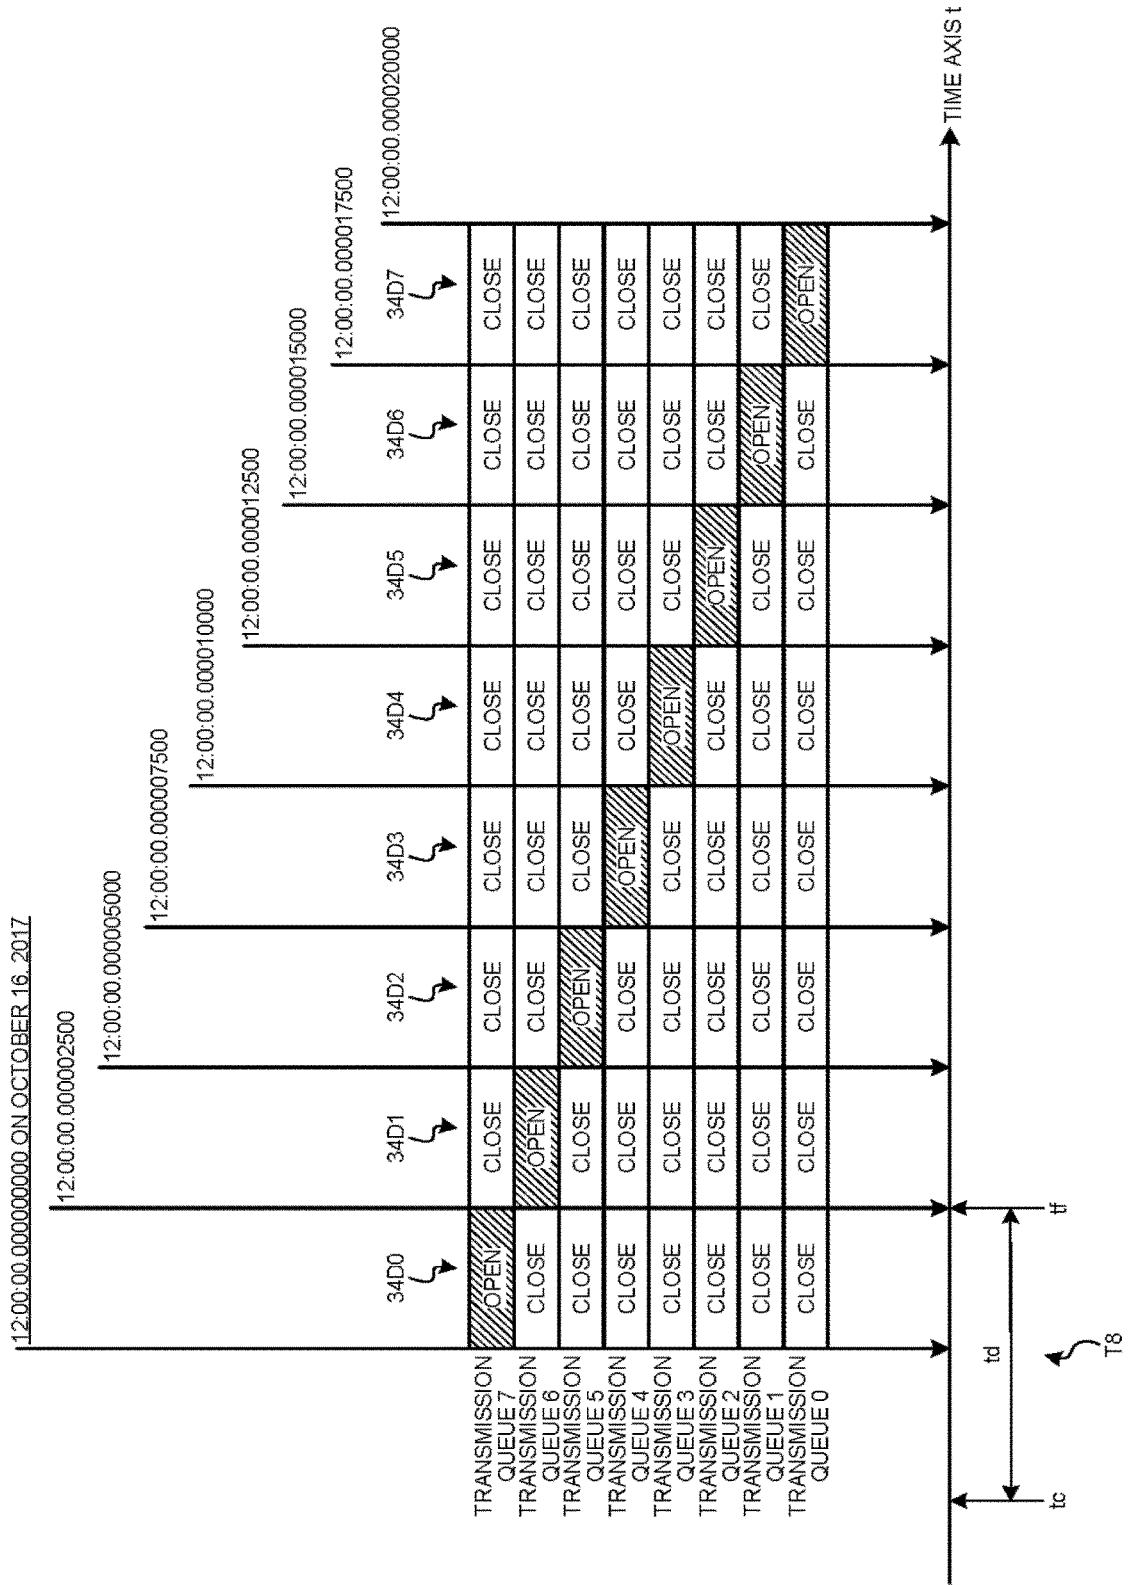 12:00:00.000000000 ON OCTOBER 16, 2017
12:00:00.000002500
12:00:00.000005000
12:00:00.000007500
12:00:00.000010000
12:00:00.000012500
12:00:00.000015000
12:00:00.000017500
12:00:00.000020000
34D0 34D1 34D2 34D3 34D4 34D5 34D6 34D7
TRANSMISSION
QUEUE 7
OPEN CLOSE CLOSE CLOSE CLOSE CLOSE CLOSE CLOSE
TRANSMISSION
QUEUE 6
CLOSE OPEN CLOSE CLOSE CLOSE CLOSE CLOSE CLOSE
TRANSMISSION
QUEUE 5
CLOSE CLOSE OPEN CLOSE CLOSE CLOSE CLOSE CLOSE
TRANSMISSION
QUEUE 4
CLOSE CLOSE CLOSE OPEN CLOSE CLOSE CLOSE CLOSE
TRANSMISSION
QUEUE 3
CLOSE CLOSE CLOSE CLOSE OPEN CLOSE CLOSE CLOSE
TRANSMISSION
QUEUE 2
CLOSE CLOSE CLOSE CLOSE CLOSE OPEN CLOSE CLOSE
TRANSMISSION
QUEUE 1
CLOSE CLOSE CLOSE CLOSE CLOSE CLOSE OPEN CLOSE
TRANSMISSION
QUEUE 0
CLOSE CLOSE CLOSE CLOSE CLOSE CLOSE CLOSE OPEN
TIME AXIS t
td
tc
tf
T8